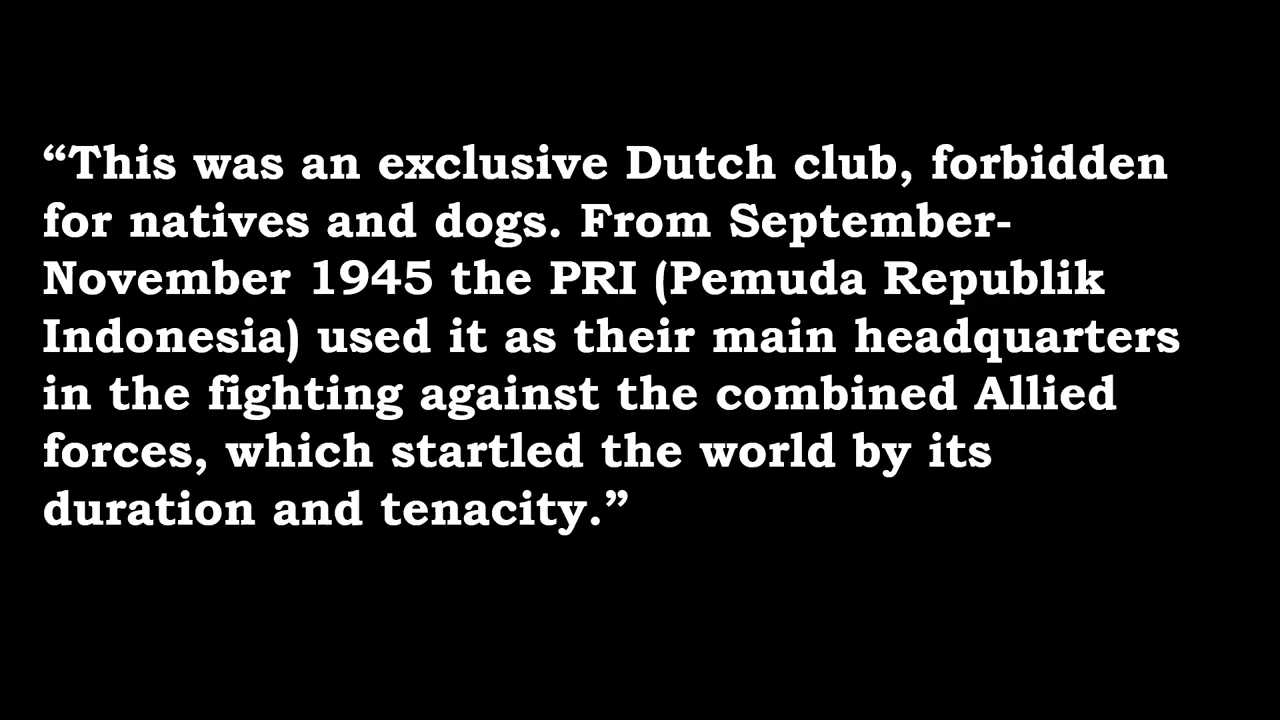 “This was an exclusive Dutch club, forbidden
for natives and dogs. From September-
November 1945 the PRI (Pemuda Republik
Indonesia) used it as their main headquarters
in the fighting against the combined Allied
forces, which startled the world by its
duration and tenacity.”